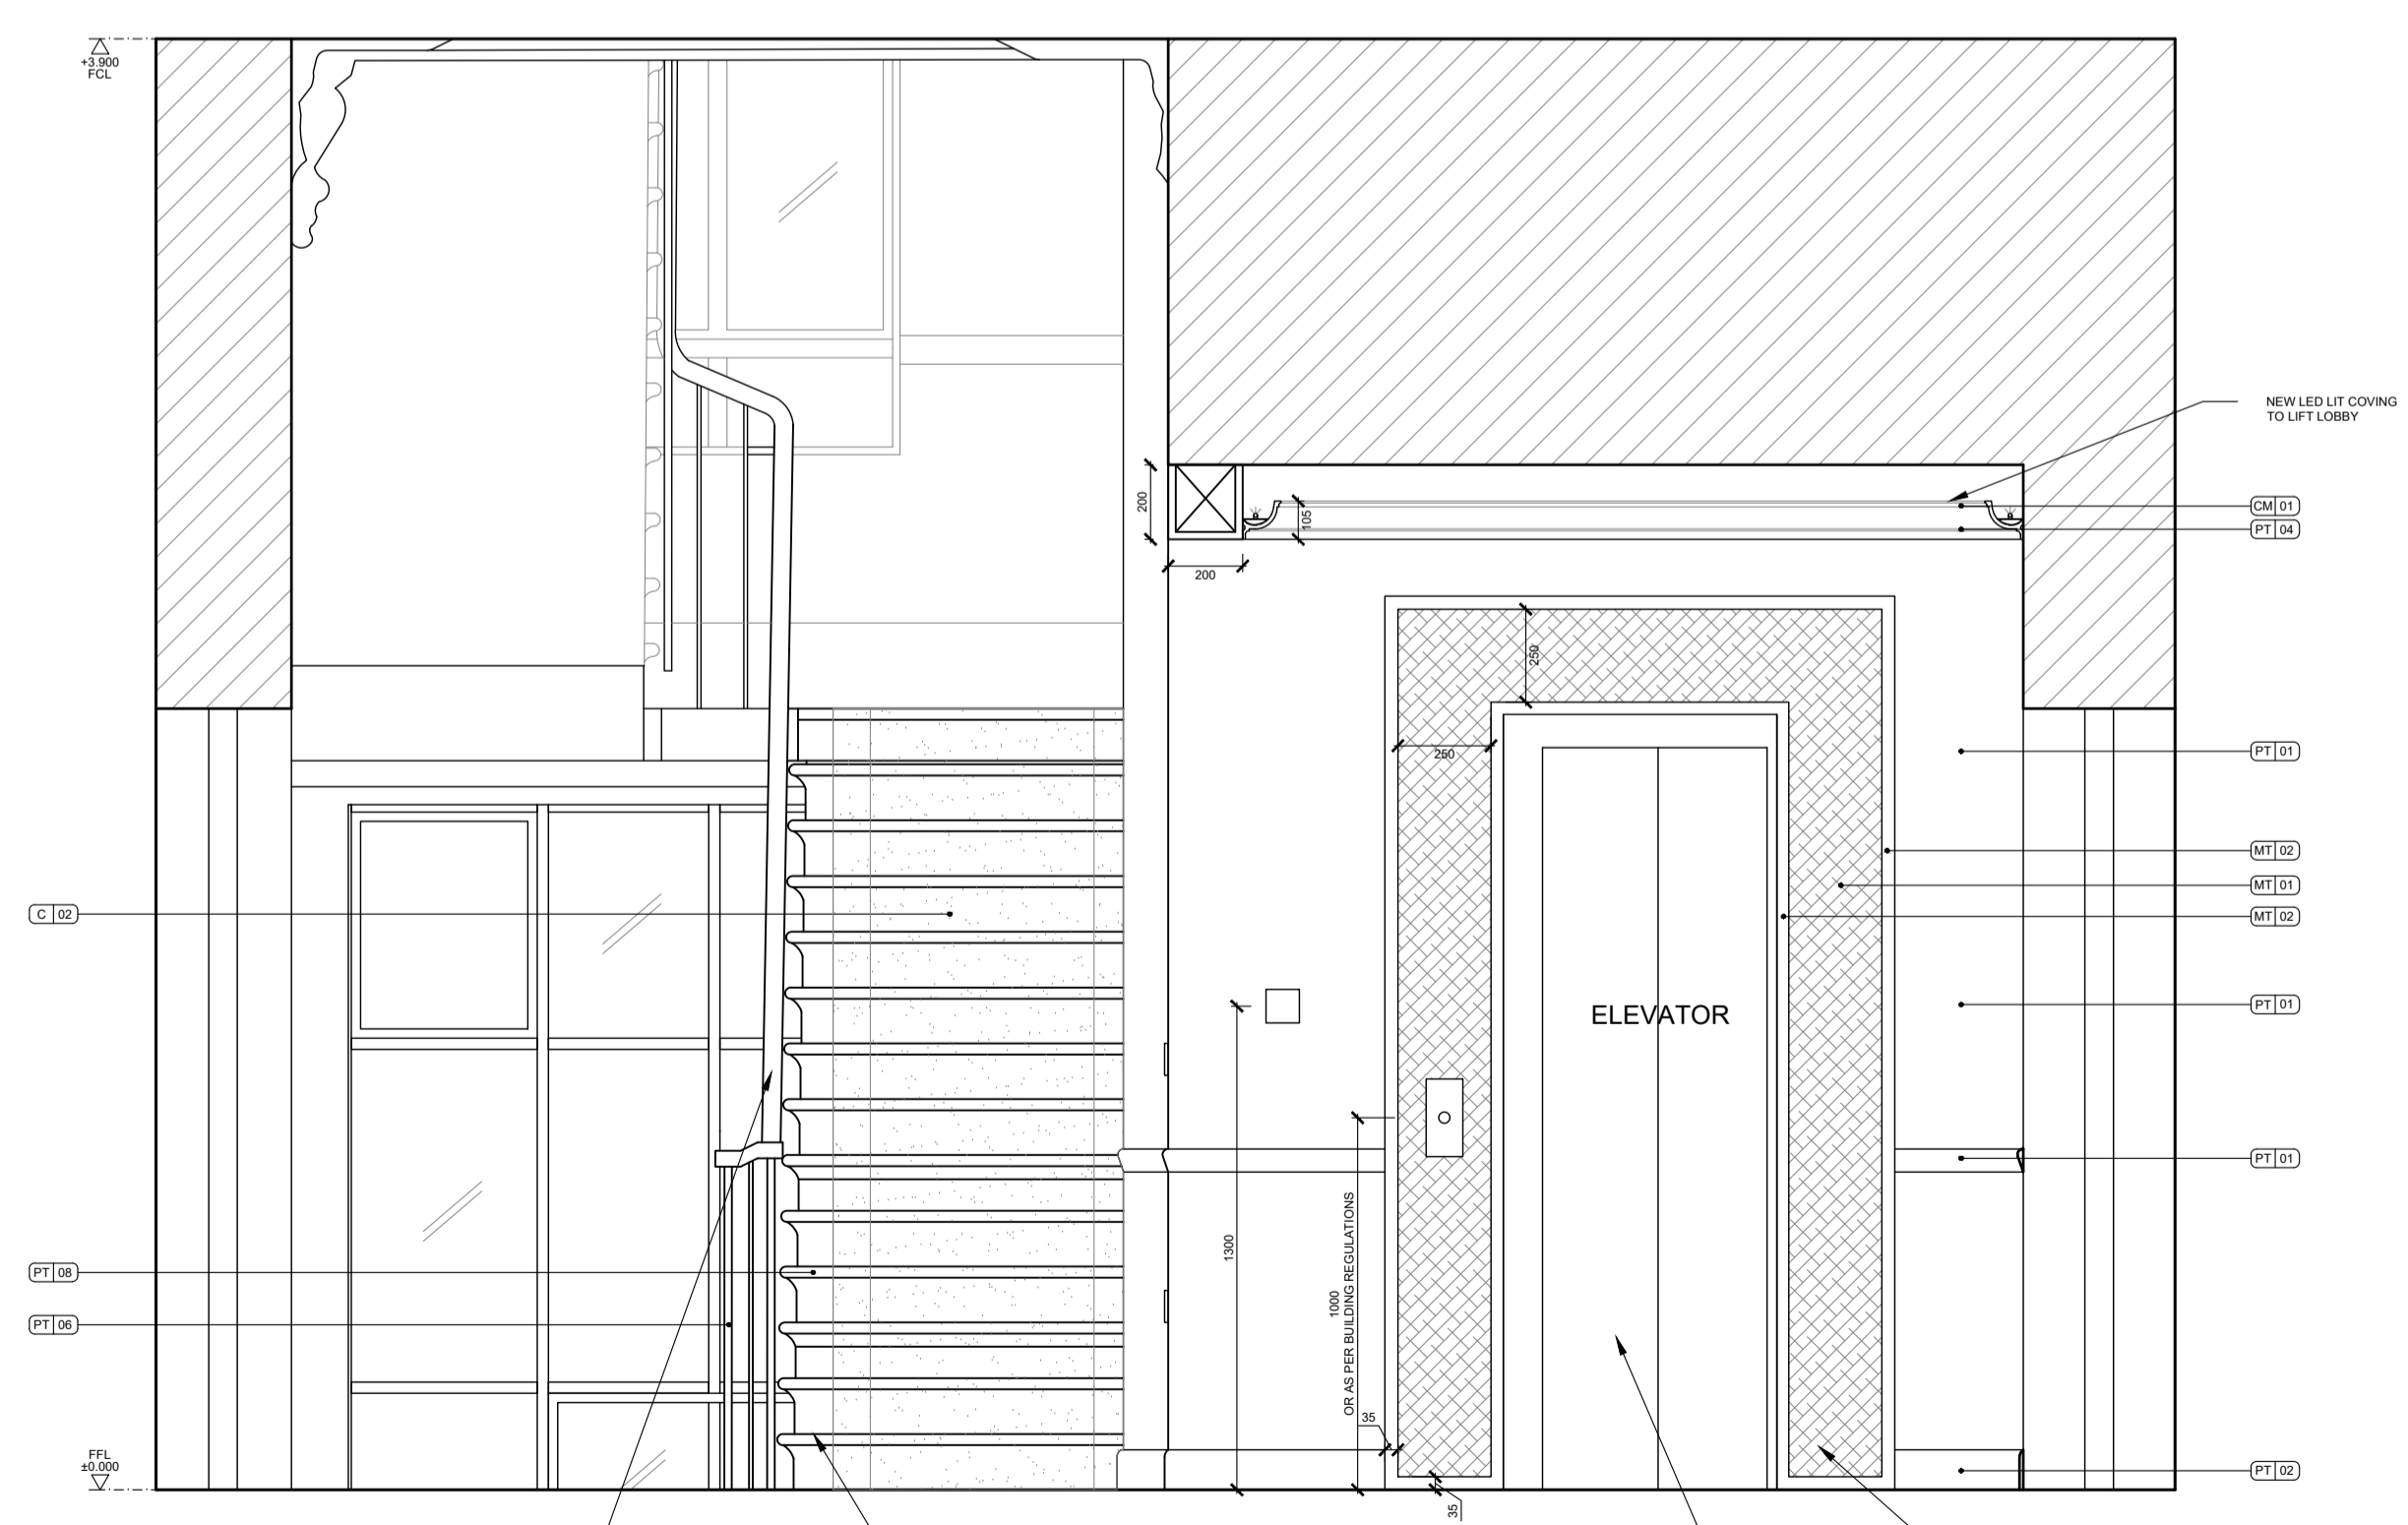 +3.900
FCL
NEW LED LIT COVING
TO LIFT LOBBY
200
105
CM 01
PT 04
200
250
250
PT 01
MT 02
MT 01
C 02
MT 02
PT 01
ELEVATOR
PT 01
1300
1000
OR AS PER BUILDING REGULATIONS
PT 08
PT 06
35
FFL
±0.000
PT 02
35